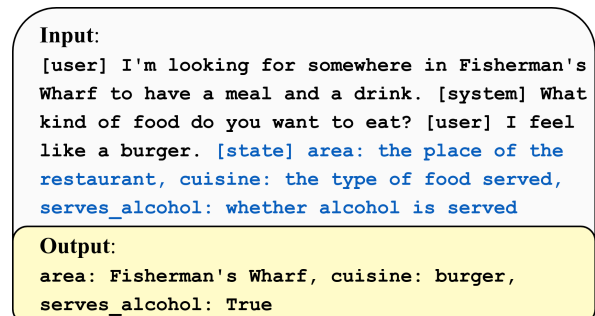 Input:
[user] I'm looking for somewhere in Fisherman's
Wharf to have a meal and a drink. [system] What
kind of food do you want to eat? [user] I feel
like a burger. [state] area: the place of the
restaurant, cuisine: the type of food served,
serves_alcohol: whether alcohol is served
Output:
area: Fisherman's Wharf, cuisine: burger,
serves_alcohol: True